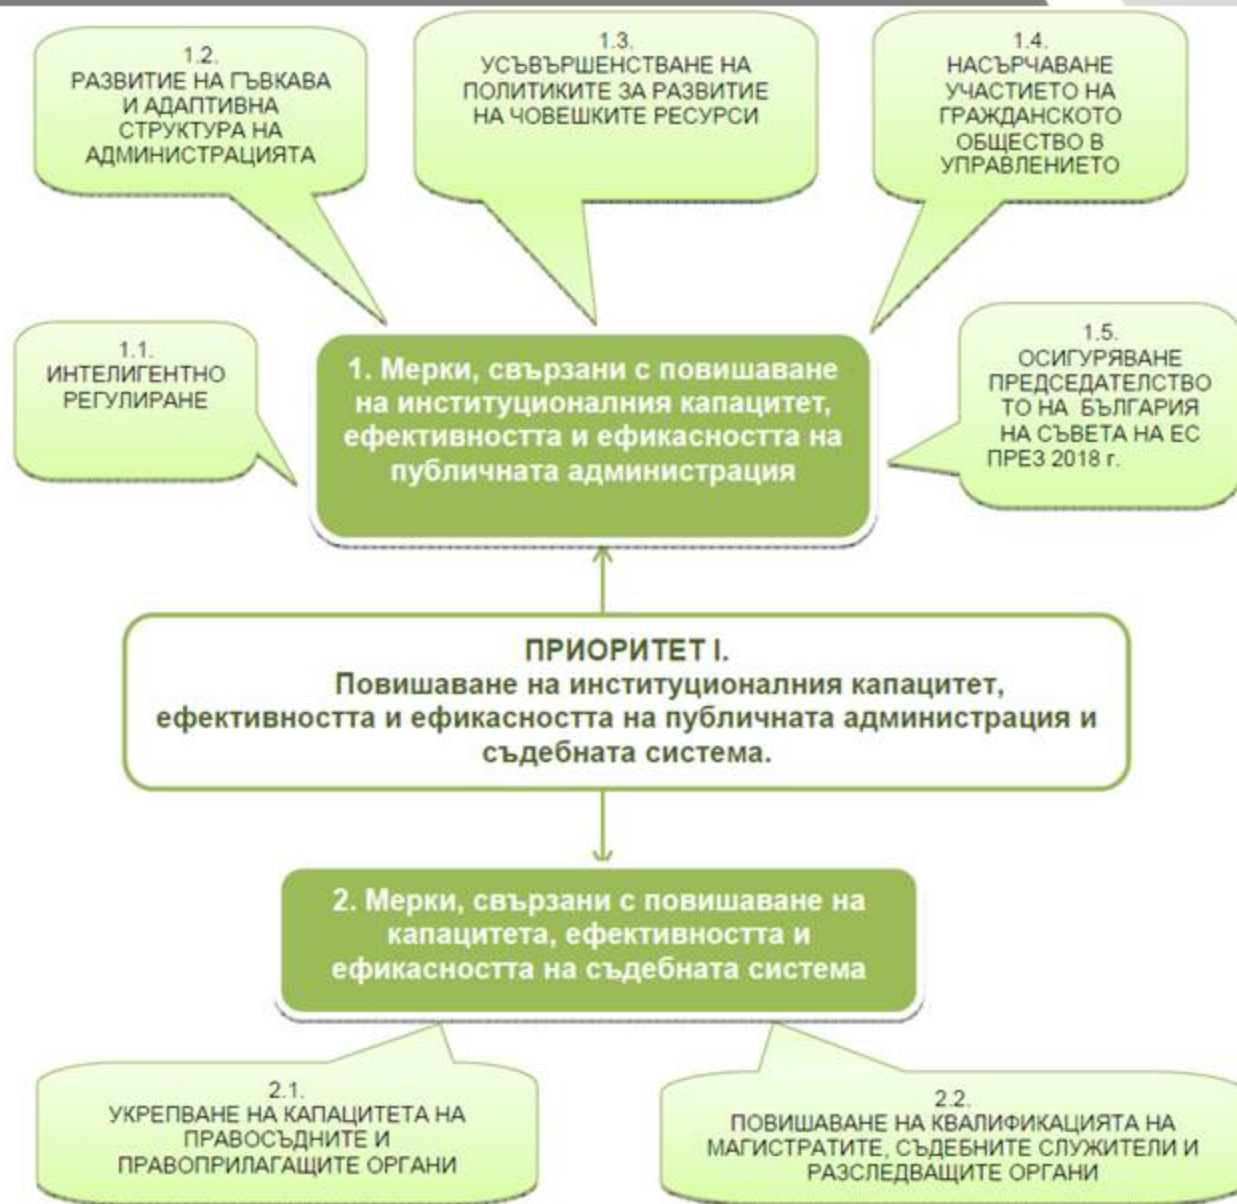 1.2.
РАЗВИТИЕ НА ГЪВКАВА
И АДАПТИВНА
СТРУКТУРА НА
АДМИНИСТРАЦИЯТА
1.3.
УСЪВЪРШЕНСТВАНЕ НА
ПОЛИТИКИТЕ ЗА РАЗВИТИЕ
НА ЧОВЕШКИТЕ РЕСУРСИ
1.4.
НАСЪРЧАВАНЕ
УЧАСТИЕТО НА
ГРАЖДАНСКОТО
ОБЩЕСТВО В
УПРАВЛЕНИЕТО
1.1.
ИНТЕЛИГЕНТНО
РЕГУЛИРАНЕ
1. Мерки, свързани с повишаване
на институционалния капацитет,
ефективността и ефикасността на
публичната администрация
1.5.
ОСИГУРЯВАНЕ
ПРЕДСЕДАТЕЛСТВО
ТО НА БЪЛГАРИЯ
НА СЪВЕТА НА ЕС
ПРЕЗ 2018 г.
ПРИОРИТЕТ I.
Повишаване на институционалния капацитет,
ефективността и ефикасността на публичната администрация и
съдебната система.
2. Мерки, свързани с повишаване на
капацитета, ефективността и
ефикасността на съдебната система
2.1.
УКРЕПВАНЕ НА КАПАЦИТЕТА НА
ПРАВОСЪДНИТЕ И
ПРАВОПРИЛАГАЩИТЕ ОРГАНИ
2.2.
ПОВИШАВАНЕ НА КВАЛИФИКАЦИЯТА НА
МАГИСТРАТИТЕ, СЪДЕБНИТЕ СЛУЖИТЕЛИ И
РАЗСЛЕДВАЩИТЕ ОРГАНИ